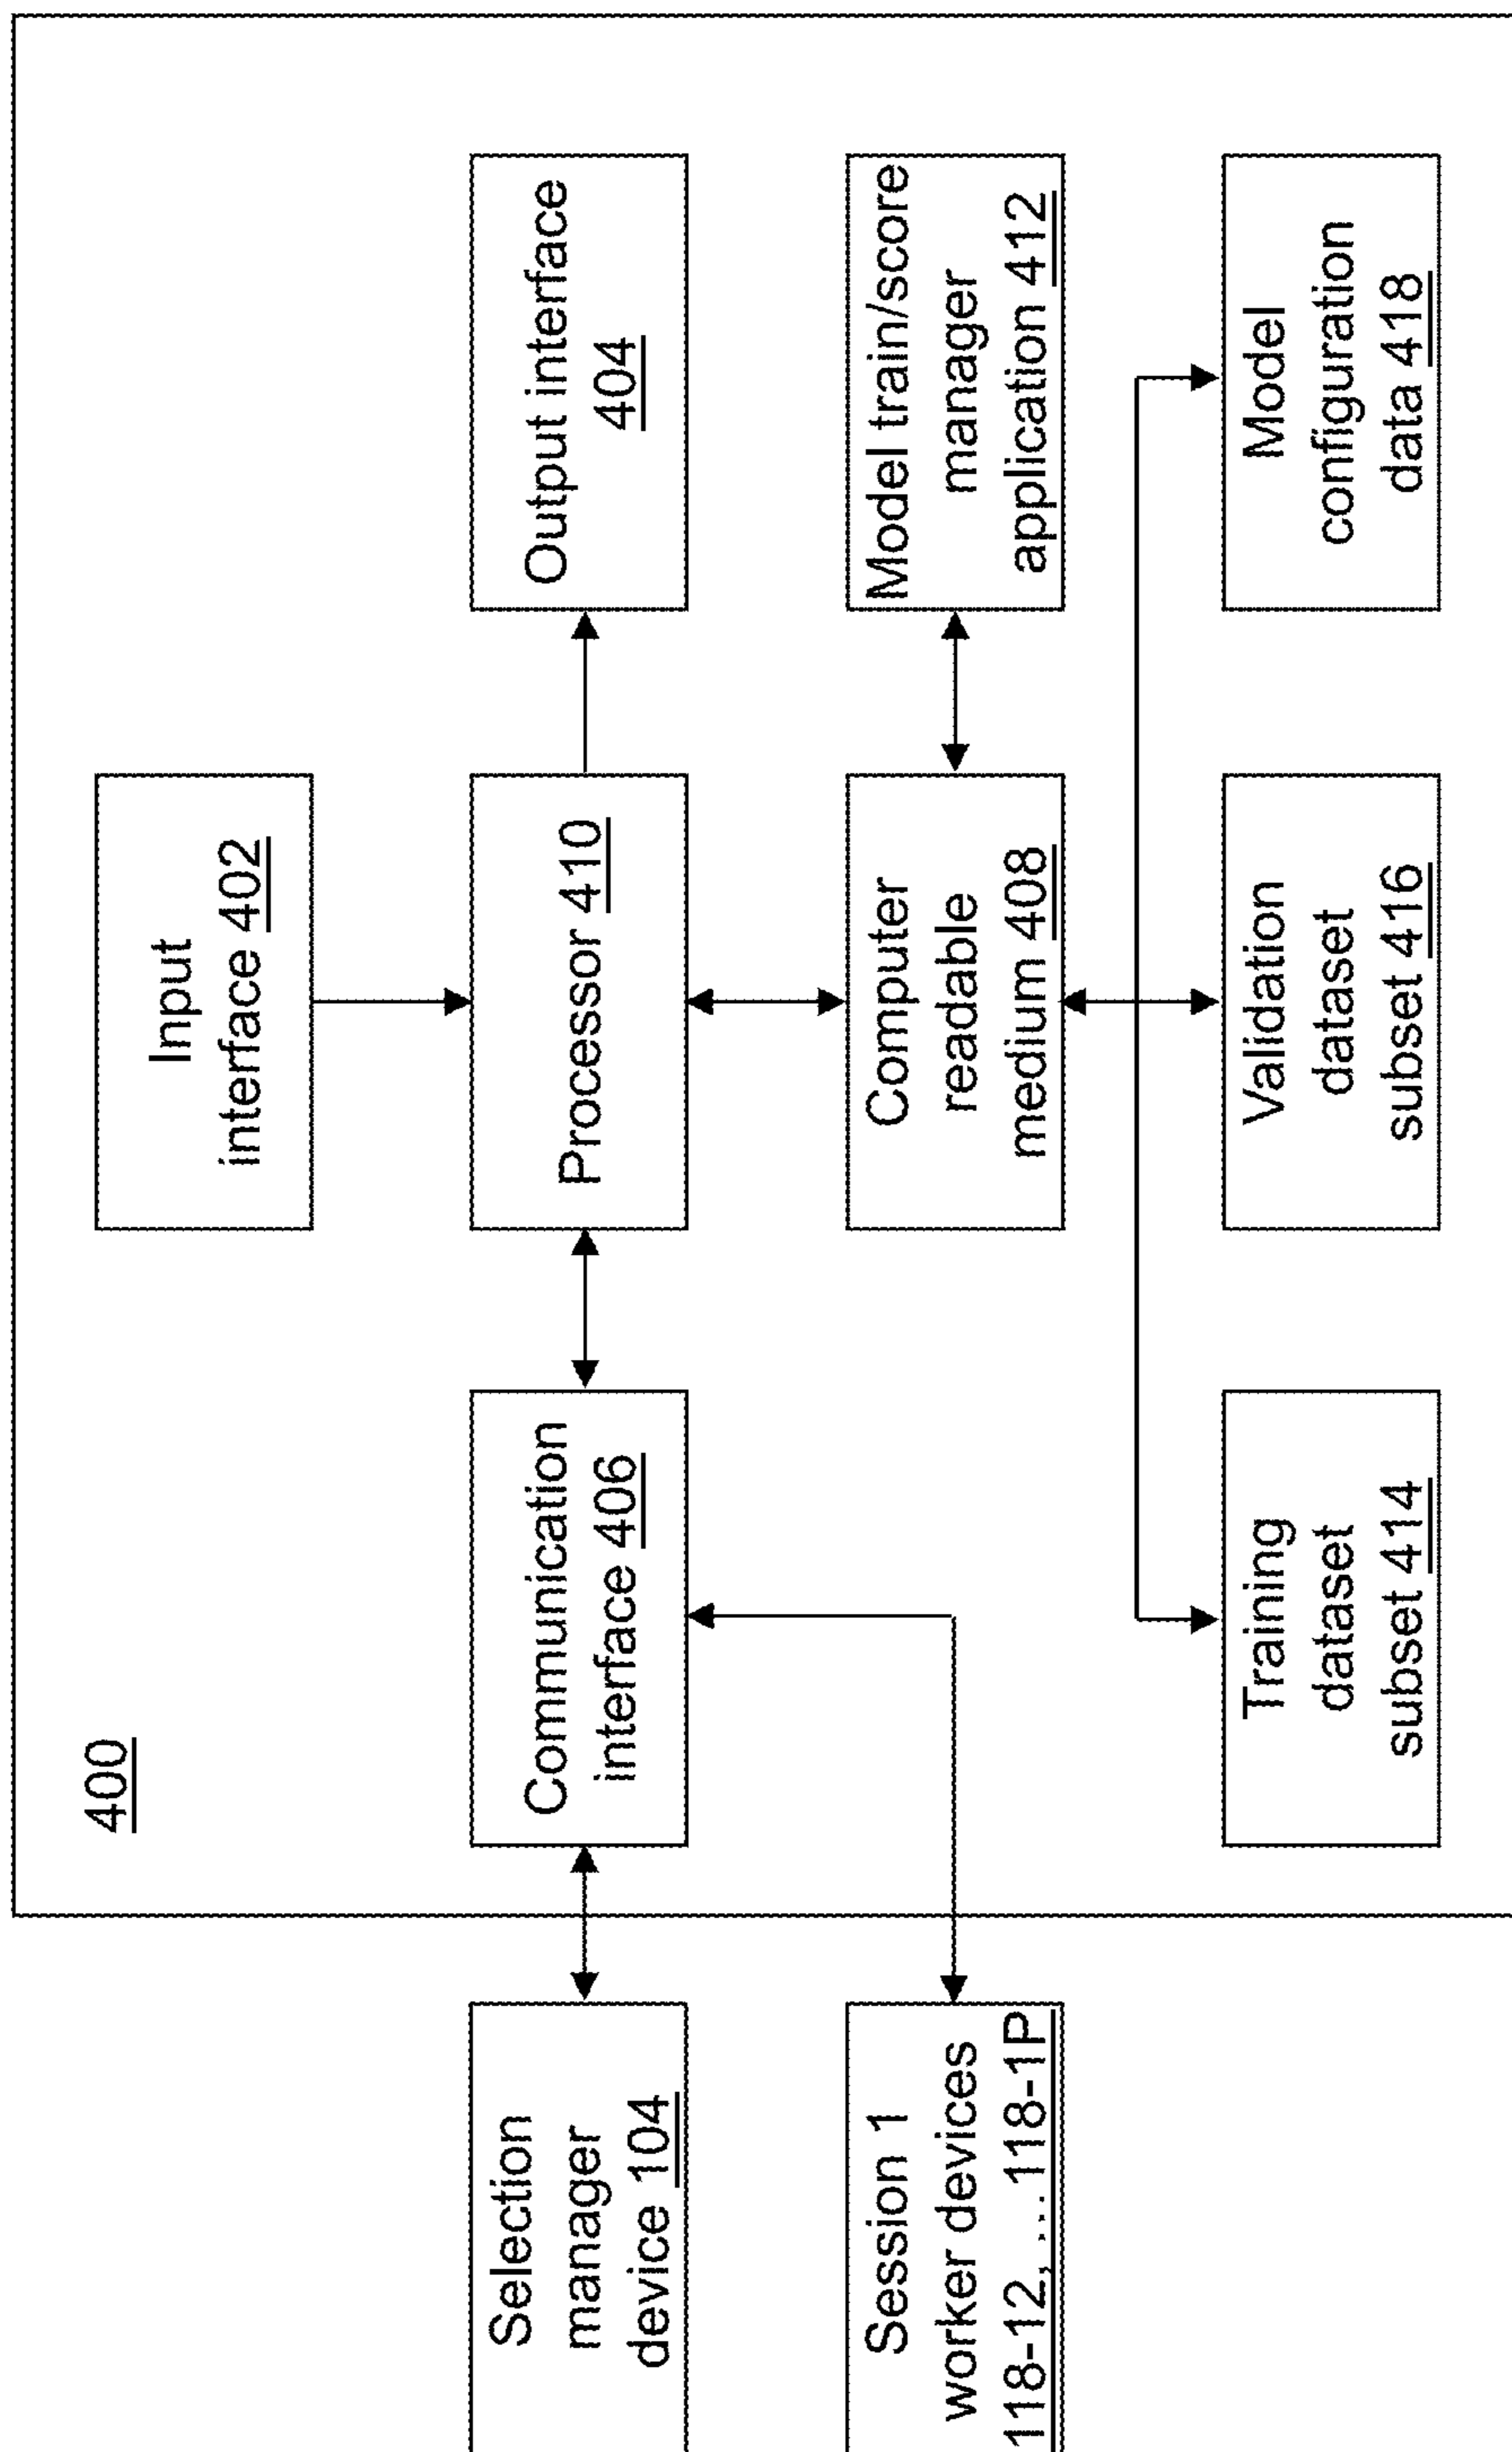 400
Input
interface 402
Selection
manager
device 104
Communication
interface 406
Processor 410
Output interface
404
Session 1
worker devices
118-12, ...118-1P
Computer
readable
medium 408
Model train/score
manager
application 412
Training
dataset
subset 414
Validation
dataset
subset 416
Model
configuration
data 418